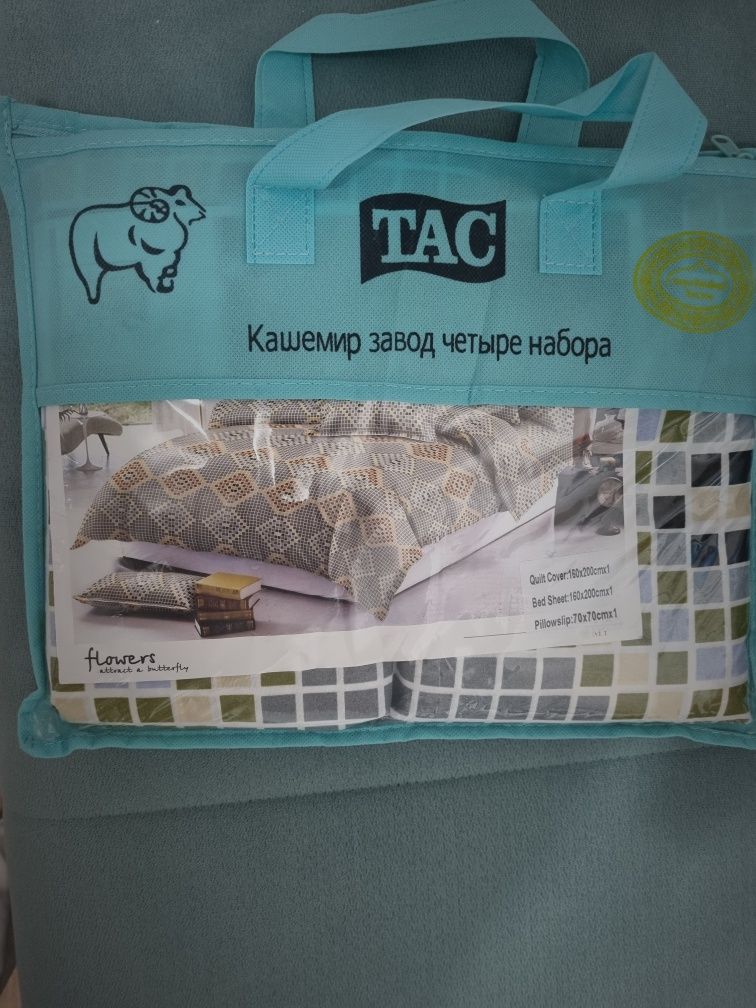 TAC
Кашемир завод четыре набора
Quilt Cover:160x200cmx1
Bed Sheet:160x200cmx1
Pillowslip:70x70cmx1
flowers
attract a butterfly